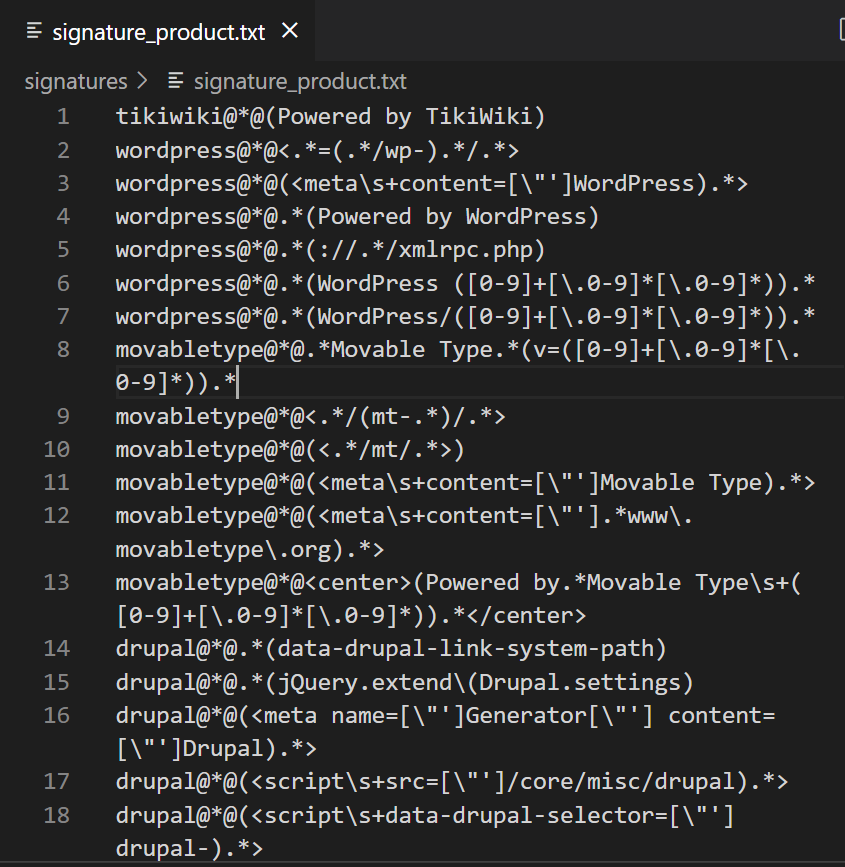 signature_product.txt
signatures > signature_product.txt
1 tikiwiki@*@(Powered by TikiWiki)
2 wordpress@*@<.*=(.*/wp-).*/.*>
3 wordpress@*@(<meta\s+content=[\"']WordPress).*>
4 wordpress@*@.*(Powered by WordPress)
5 wordpress@*@.*(://.*/xmlrpc.php)
6 wordpress@*@.*(WordPress ([0-9]+[\.0-9]*[\.0-9]*)).*
7 wordpress@*@.*(WordPress/([0-9]+[\.0-9]*[\.0-9]*)).*
8 movabletype@*@.*Movable Type.*(v=([0-9]+[\.0-9]*[\.
0-9]*)).*
9 movabletype@*@<.*/(mt-.*)/.*>
10 movabletype@*@(<.*/mt/.*>)
11 movabletype@*@(<meta\s+content=[\"']Movable Type).*>
12 movabletype@*@(<meta\s+content=[\"'].*www\.
movabletype\.org).*>
13 movabletype@*@<center>(Powered by.*Movable Type\s+(
[0-9]+[\.0-9]*[\.0-9]*)).*</center>
14 drupal@*@.*(data-drupal-link-system-path)
15 drupal@*@.*(jQuery.extend\(Drupal.settings)
16 drupal@*@(<meta name=[\"']Generator[\"'] content=
[\"']Drupal).*>
17 drupal@*@(<script\s+src=[\"']/core/misc/drupal).*>
18 drupal@*@(<script\s+data-drupal-selector=[\"']
drupal-).*>